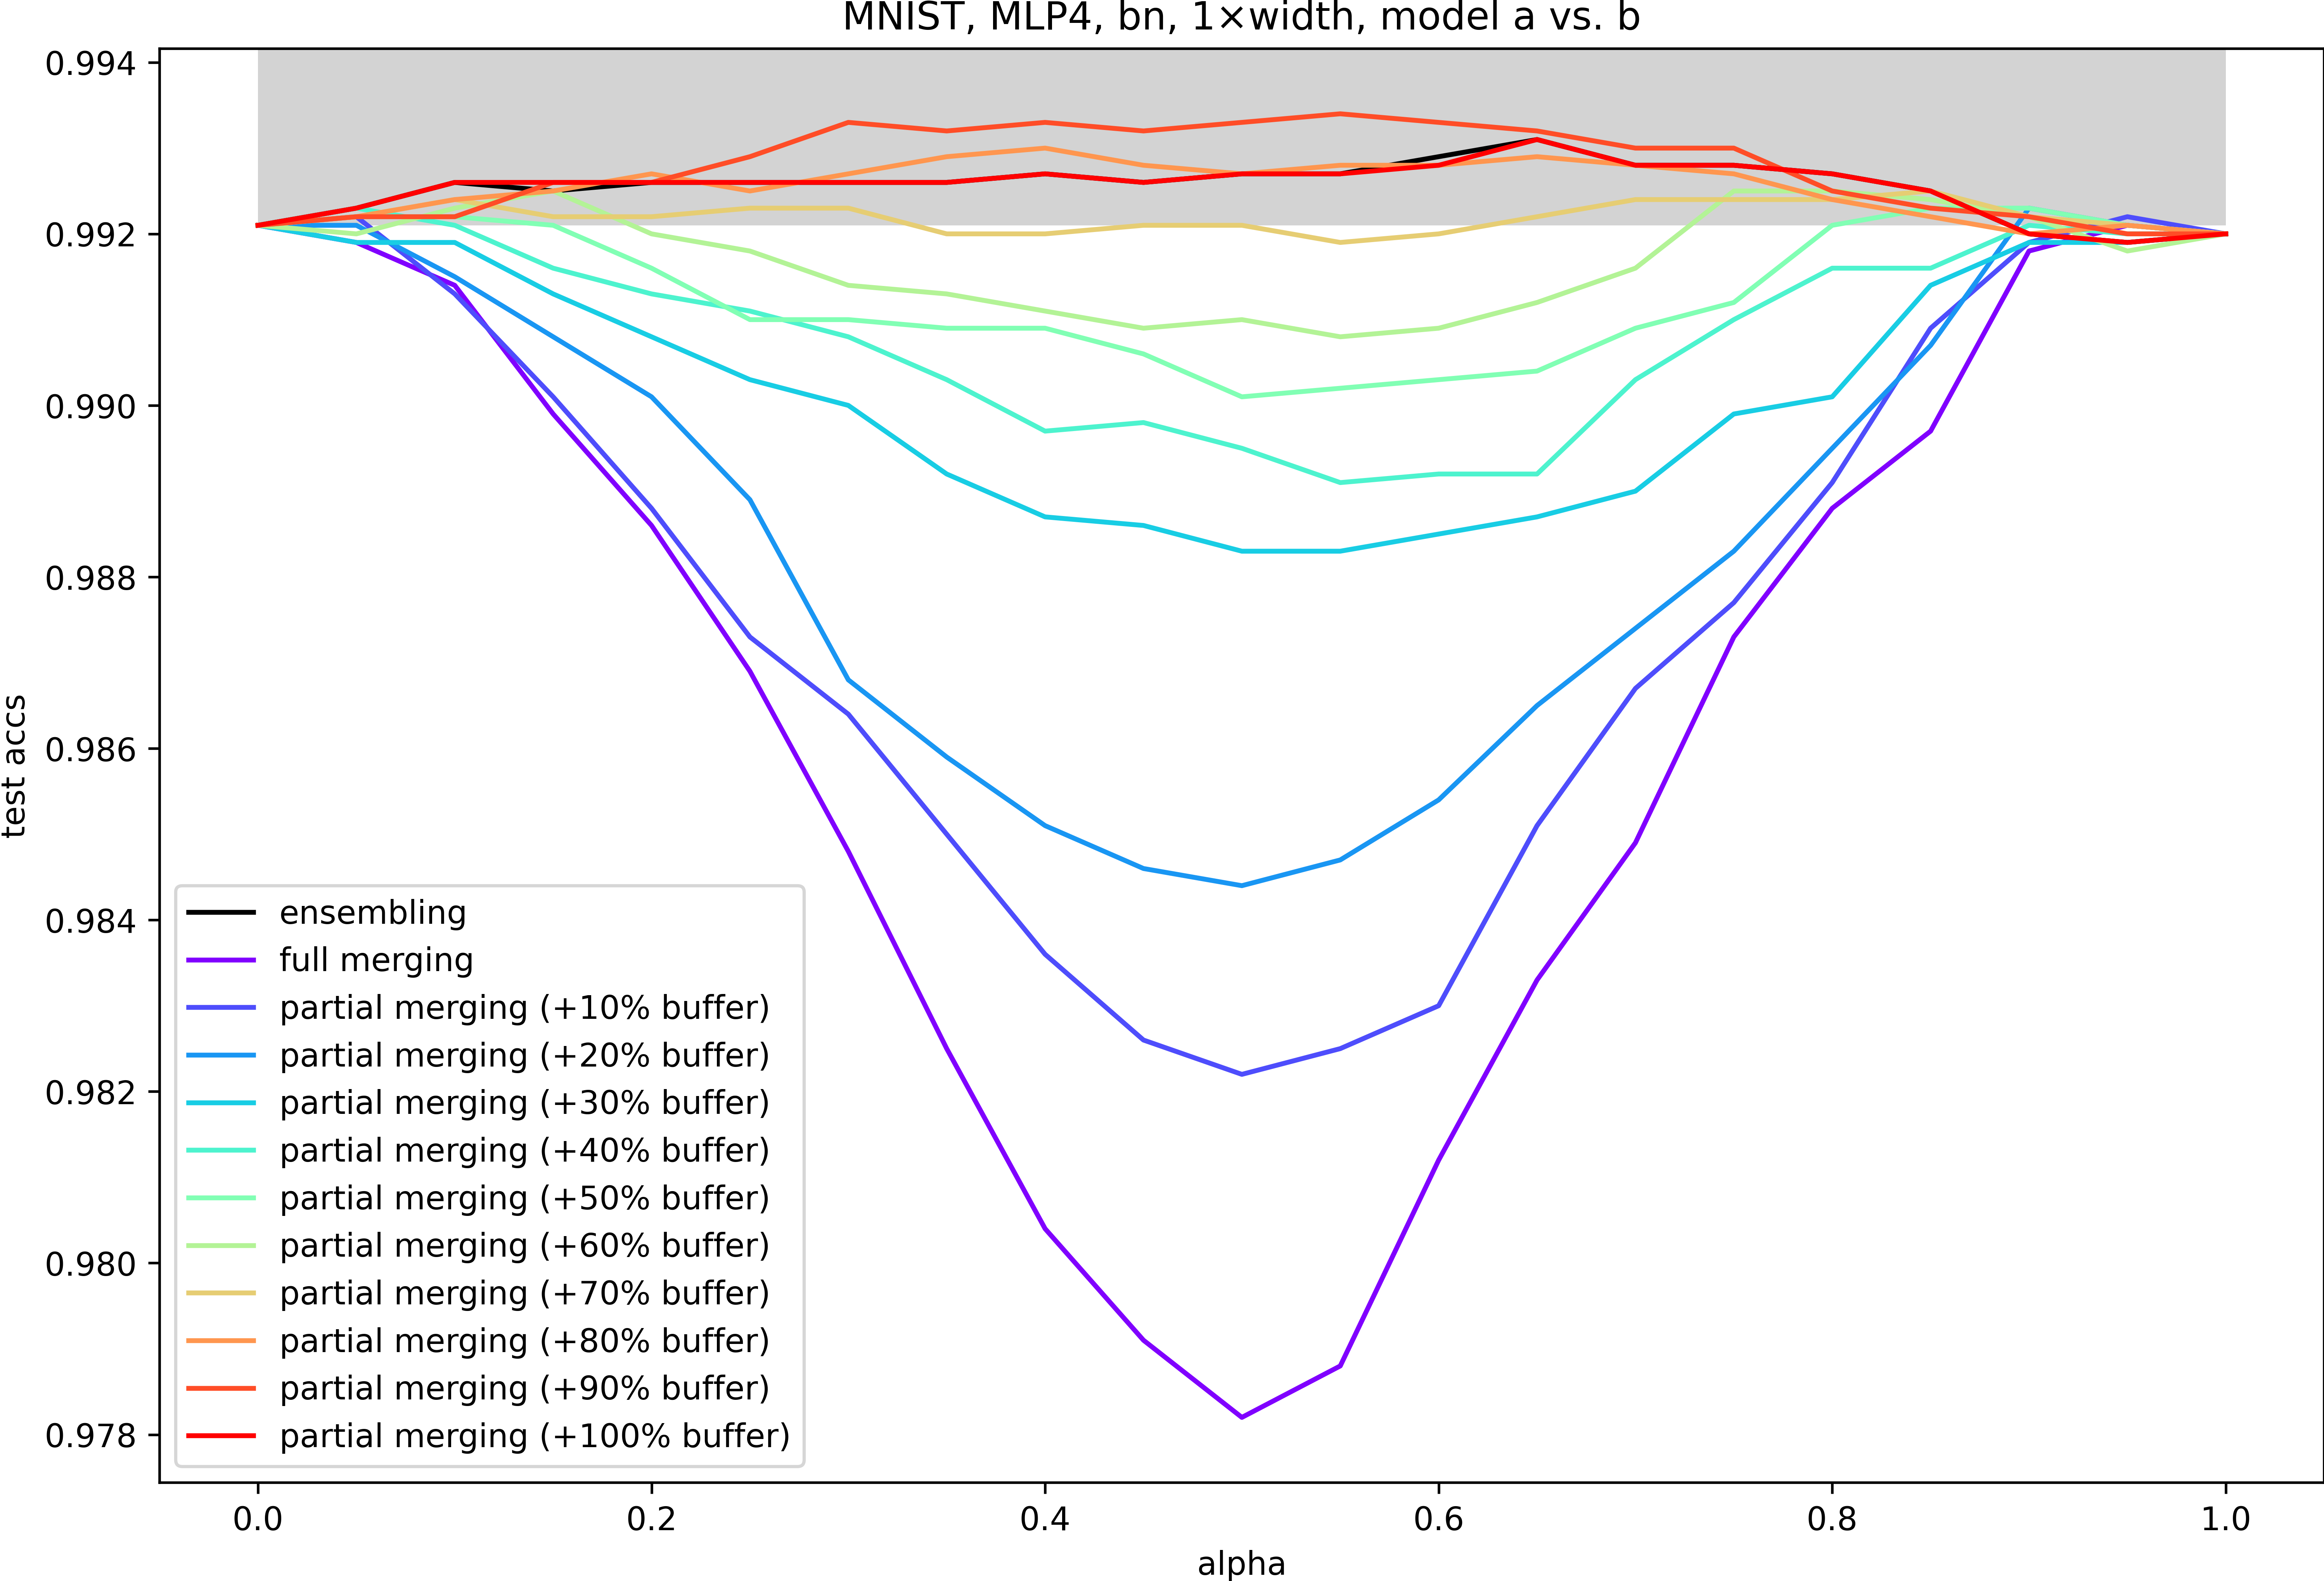 MNIST, MLP4, bn, 1×width, model a vs. b
0.994
0.992
0.990
0.988
0.986
0.984
0.982
0.980
0.978
test accs
ensembling
full merging
partial merging (+10% buffer)
partial merging (+20% buffer)
partial merging (+30% buffer)
partial merging (+40% buffer)
partial merging (+50% buffer)
partial merging (+60% buffer)
partial merging (+70% buffer)
partial merging (+80% buffer)
partial merging (+90% buffer)
partial merging (+100% buffer)
0.0 0.2 0.4 0.6 0.8 1.0
alpha